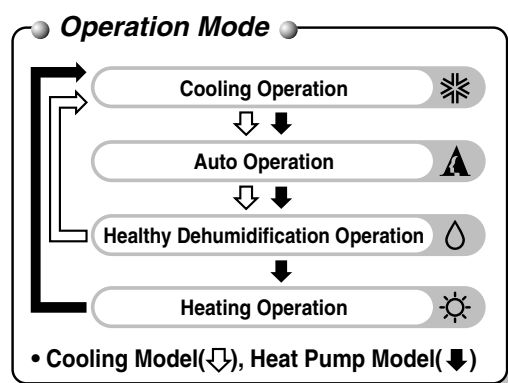 Operation Mode
Cooling Operation
Auto Operation
Healthy Dehumidification Operation
Heating Operation
• Cooling Model(⇩), Heat Pump Model(⬇)